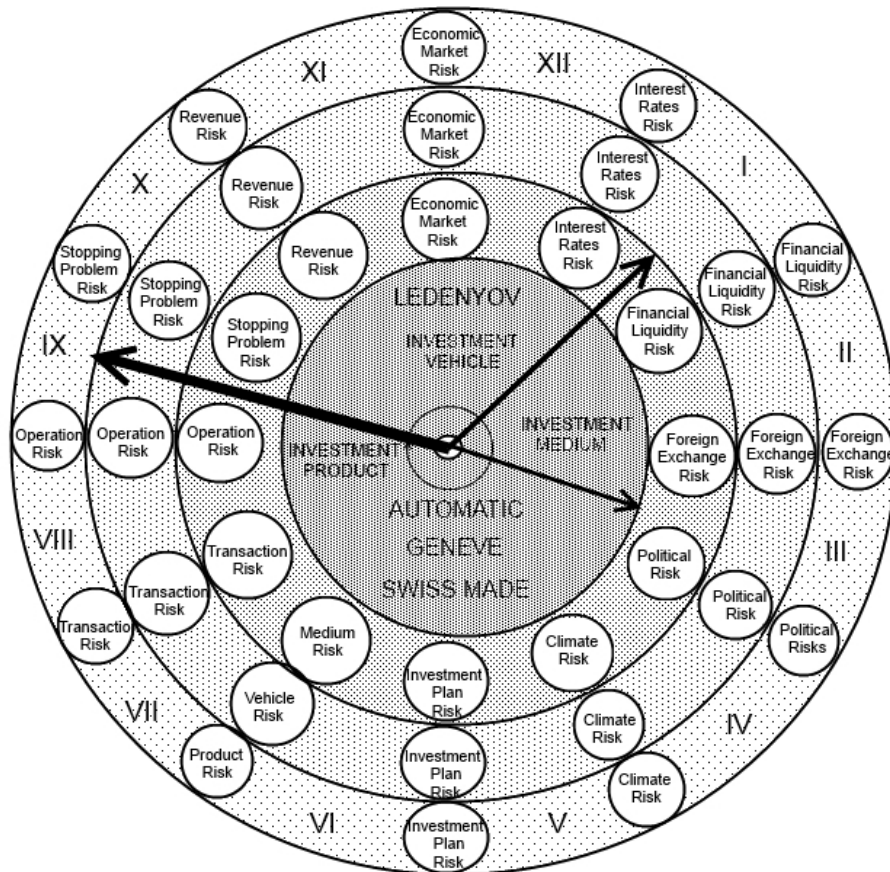 Economic
Market
Risk
XII
Interest
Rates
Risk
I
Financial
Liquidity
Risk
II
Foreign
Exchange
Risk
III
Political
Risks
IV
Climate
Risk
V
Investment
Plan
Risk
VI
Product
Risk
VII
Transaction
Risk
VIII
Operation
Risk
IX
Stopping
Problem
Risk
X
Revenue
Risk
XI
Economic
Market
Risk
Interest
Rates
Risk
Financial
Liquidity
Risk
Foreign
Exchange
Risk
Political
Risk
Climate
Risk
Investment
Plan
Risk
Vehicle
Risk
Transaction
Risk
Operation
Risk
Stopping
Problem
Risk
Revenue
Risk
Economic
Market
Risk
Interest
Rates
Risk
Financial
Liquidity
Risk
Foreign
Exchange
Risk
Political
Risk
Climate
Risk
Investment
Plan
Risk
Medium
Risk
Transaction
Risk
Operation
Risk
Stopping
Problem
Risk
Revenue
Risk
LEDENYOV
INVESTMENT
VEHICLE
INVESTMENT
MEDIUM
INVESTMENT
PRODUCT
AUTOMATIC
GENEVE
SWISS MADE